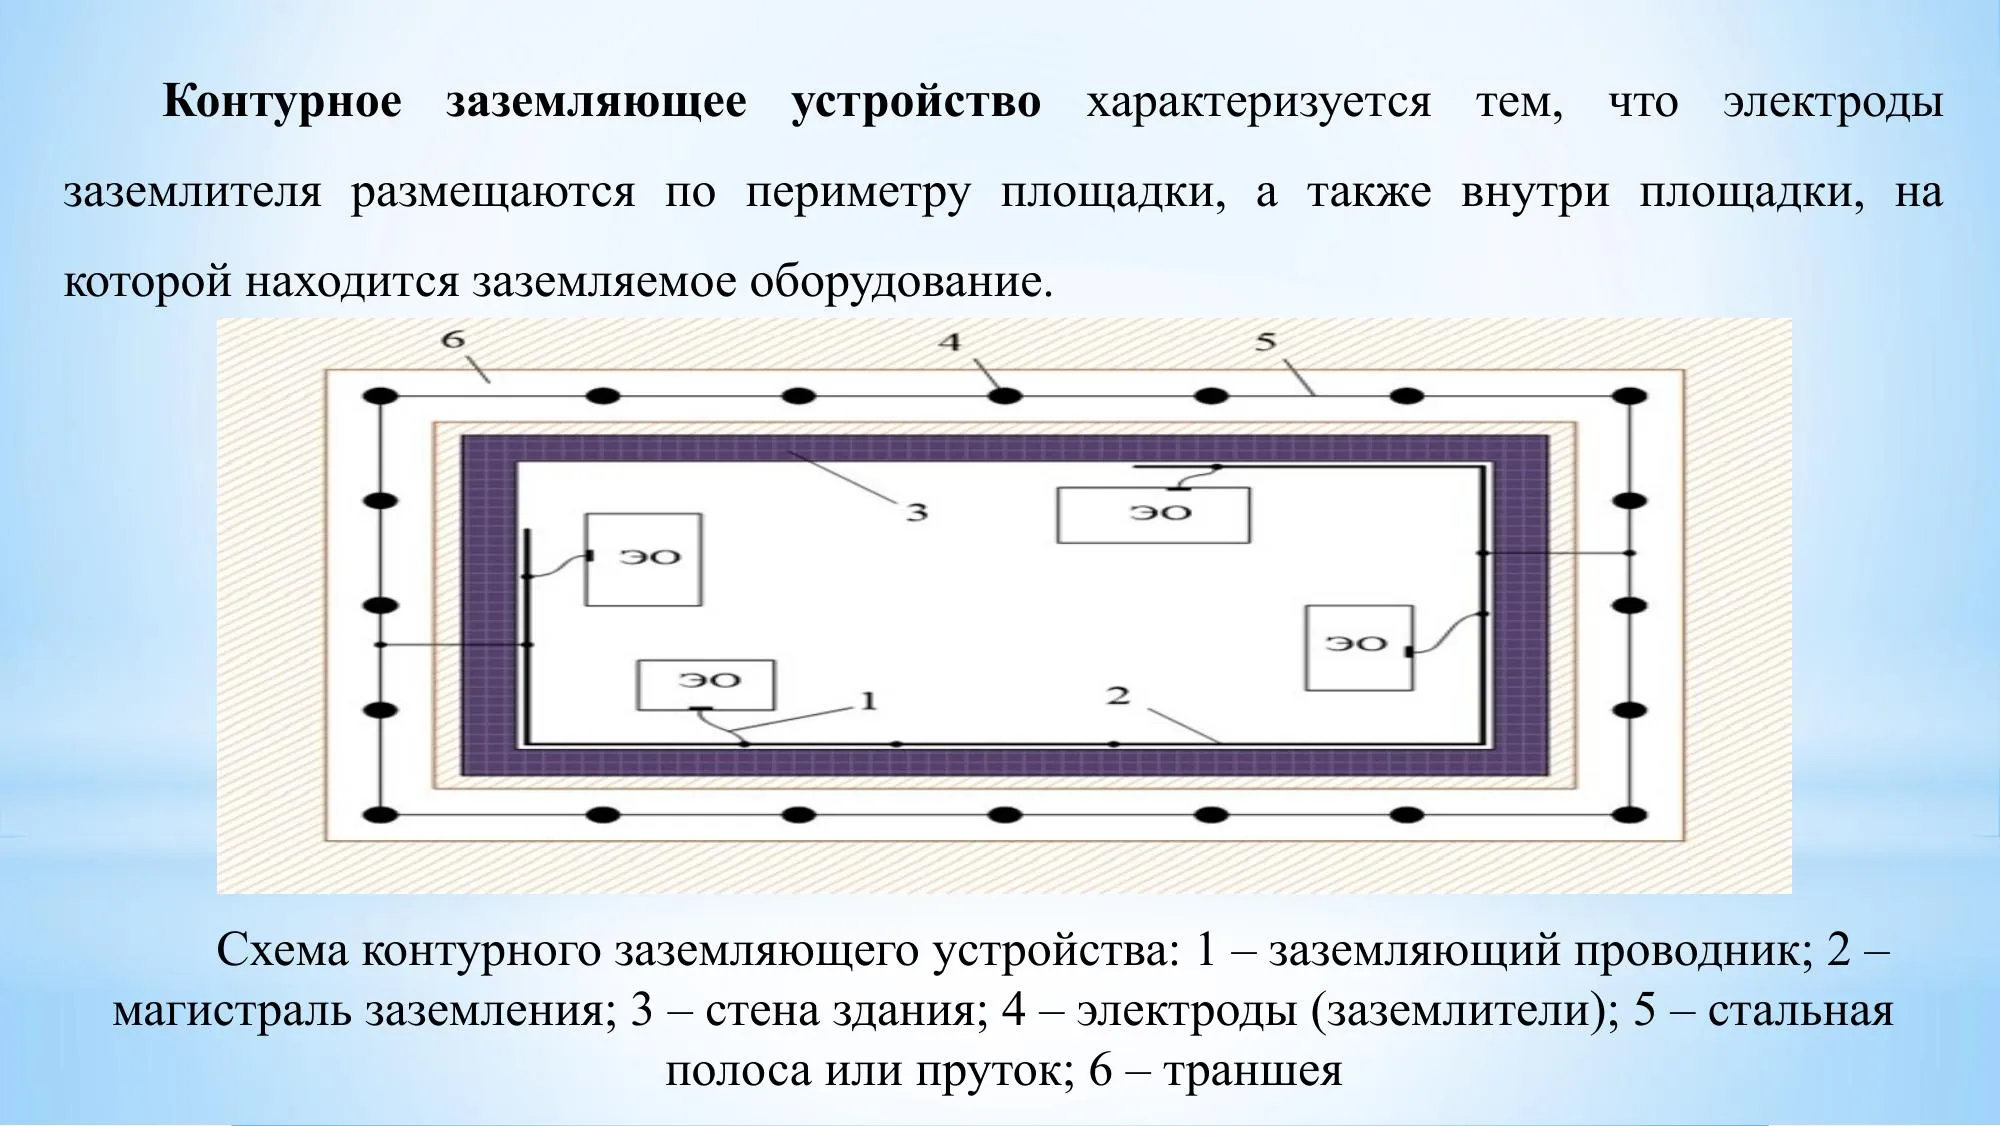 Контурное заземляющее устройство характеризуется тем, что электроды
заземлителя размещаются по периметру площадки, а также внутри площадки, на
которой находится заземляемое оборудование.
6 4 5
3
ЭО
ЭО
ЭО
ЭО
1 2
Схема контурного заземляющего устройства: 1 – заземляющий проводник; 2 –
магистраль заземления; 3 – стена здания; 4 – электроды (заземлители); 5 – стальная
полоса или пруток; 6 – траншея